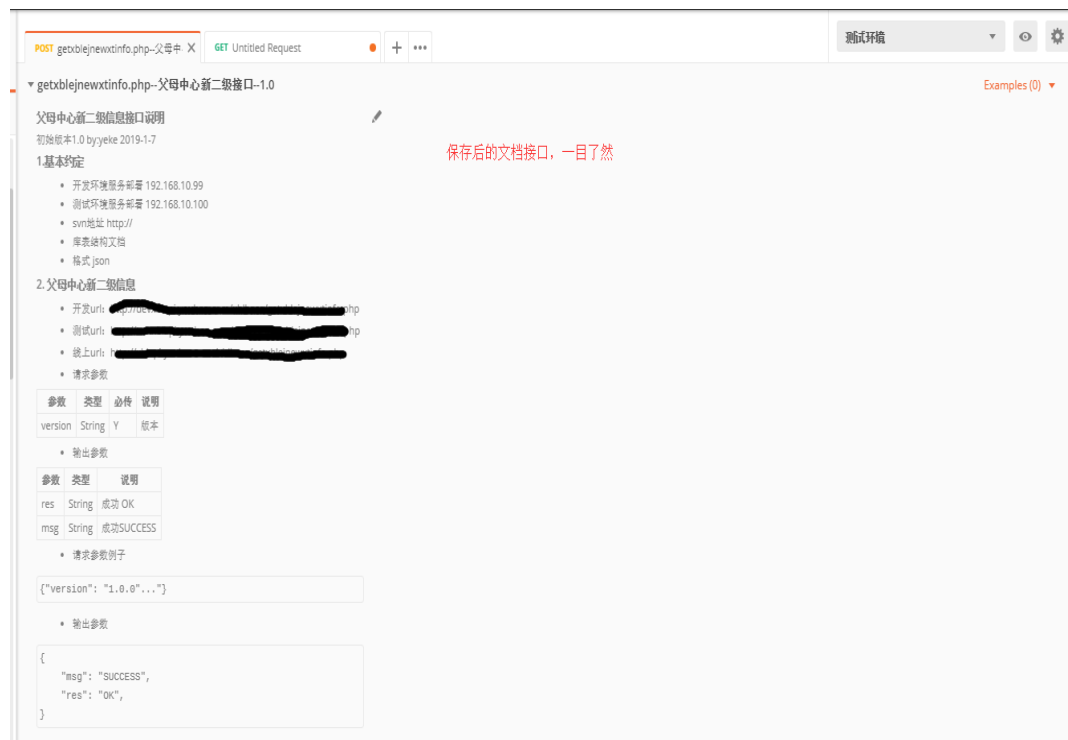 POST getxblejnewxtinfo.php--父母中 X
GET Untitled Request
+ •••
测试环境
getxblejnewxtinfo.php--父母中心新二级接口--1.0
Examples (0)
父母中心新二级信息接口说明
初始版本1.0 by:yeke 2019-1-7
保存后的文档接口，一目了然
1.基本约定
• 开发环境服务部署 192.168.10.99
• 测试环境服务部署 192.168.10.100
• svn地址 http://
• 库表结构文档
• 格式 json
2. 父母中心新二级信息
• 开发url: php
• 测试url: php
• 线上url:
• 请求参数
参数 类型 必传 说明
version String Y 版本
• 输出参数
参数 类型 说明
res String 成功 OK
msg String 成功SUCCESS
• 请求参数例子
{"version": "1.0.0"..."}
• 输出参数
{
"msg": "SUCCESS",
"res": "OK",
}